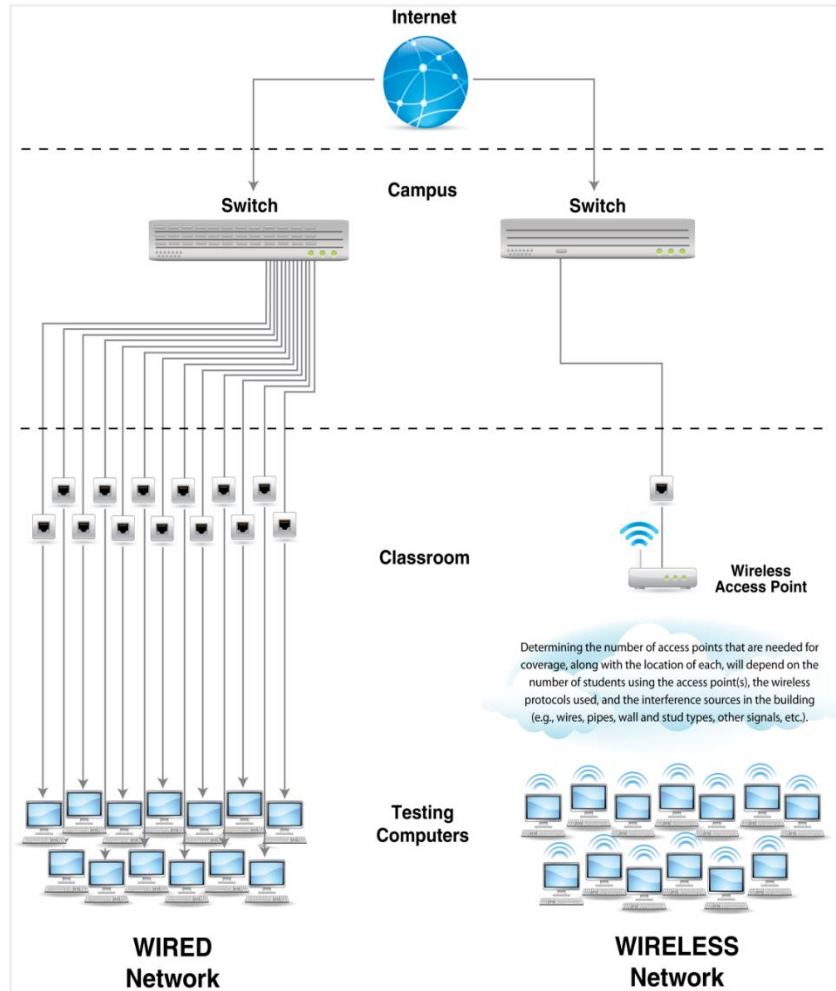 Internet
Campus
Switch
Switch
Classroom
Wireless
Access Point
Determining the number of access points that are needed for
coverage, along with the location of each, will depend on the
number of students using the access point(s), the wireless
protocols used, and the interference sources in the building
(e.g., wires, pipes, wall and stud types, other signals, etc.).
Testing
Computers
WIRED
Network
WIRELESS
Network